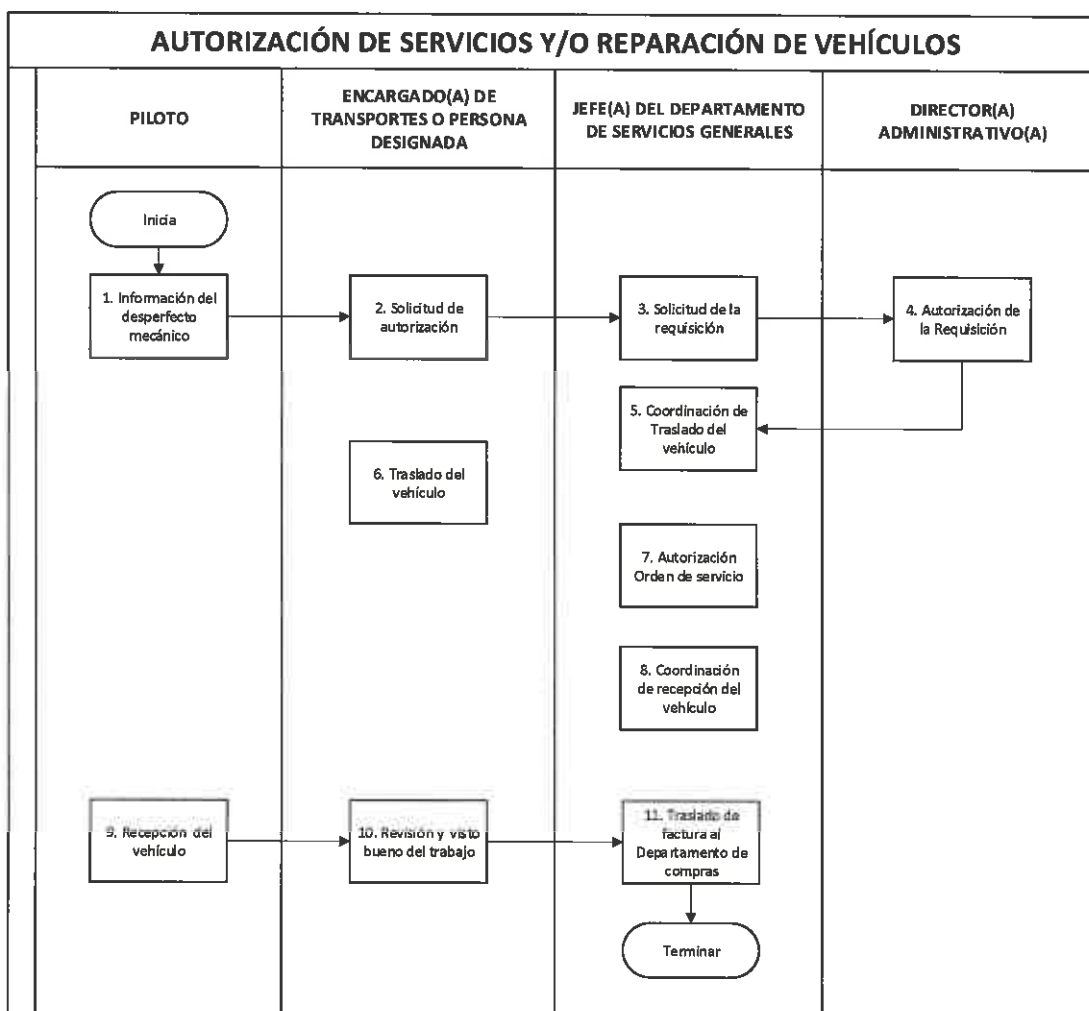 AUTORIZACIÓN DE SERVICIOS Y/O REPARACIÓN DE VEHÍCULOS
PILOTO
ENCARGADO(A) DE
TRANSPORTES O PERSONA
DESIGNADA
JEFE(A) DEL DEPARTAMENTO
DE SERVICIOS GENERALES
DIRECTOR(A)
ADMINISTRATIVO(A)
Inicia
1. Información del
desperfecto
mecánico
2. Solicitud de
autorización
3. Solicitud de la
requisición
4. Autorización de
la Requisición
5. Coordinación de
Traslado del
vehículo
6. Traslado del
vehículo
7. Autorización
Orden de servicio
8. Coordinación
de recepción del
vehículo
9. Recepción del
vehículo
10. Revisión y visto
bueno del trabajo
11. Traslado de
factura al
Departamento de
compras
Terminar